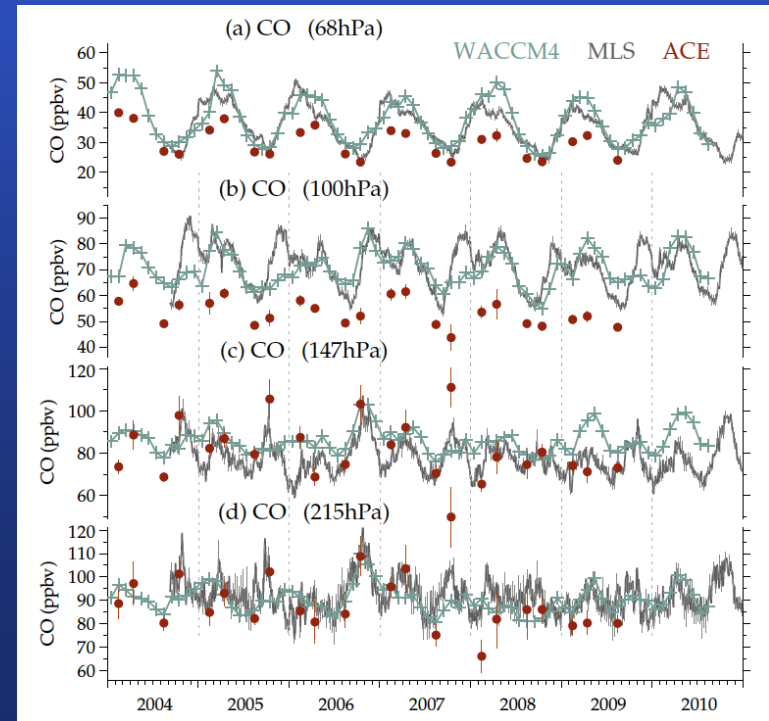 (a) CO (68hPa)
WACCM4 MLS ACE
60
50
40
30
20
CO (ppbv)
(b) CO (100hPa)
90
80
70
60
50
40
CO (ppbv)
(c) CO (147hPa)
120
100
80
60
CO (ppbv)
(d) CO (215hPa)
120
110
100
90
80
70
60
CO (ppbv)
2004 2005 2006 2007 2008 2009 2010